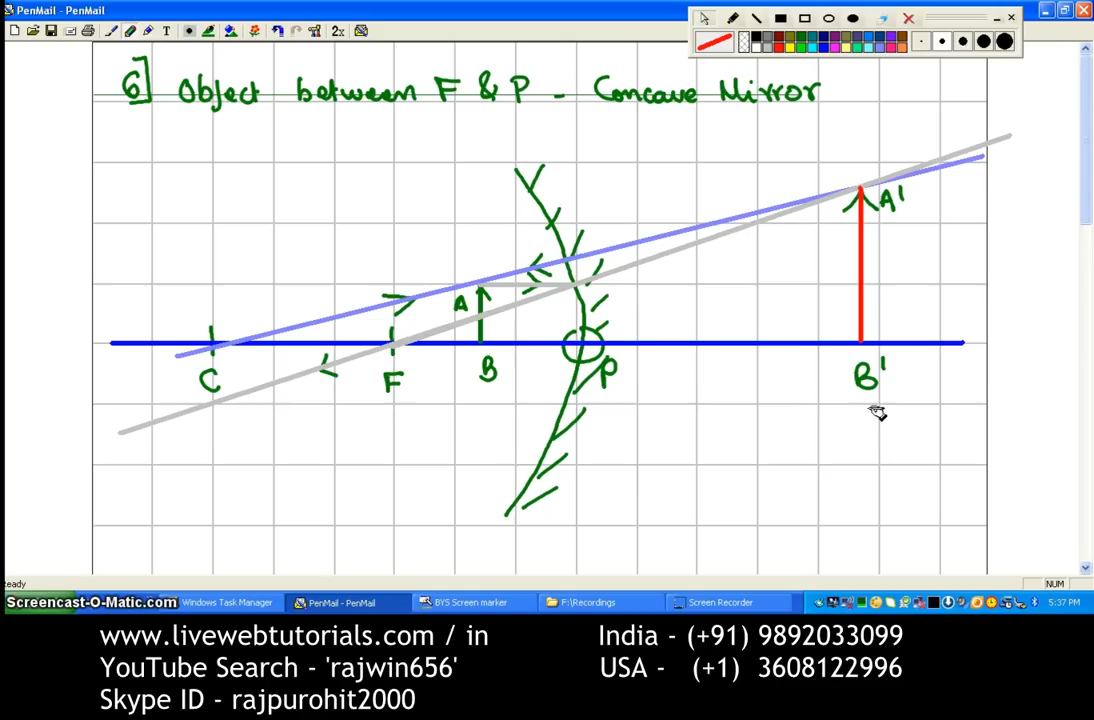 PenMail - PenMail
2x
6] Object between F & P - Concave Mirror
A'
A
C F B P B'
Ready
NUM
Screencast-O-Matic.com Windows Task Manager PenMail - PenMail BYS Screen marker F:\Recordings Screen Recorder 5:37 PM
www.livewebtutorials.com / in India - (+91) 9892033099
YouTube Search - 'rajwin656' USA - (+1) 3608122996
Skype ID - rajpurohit2000